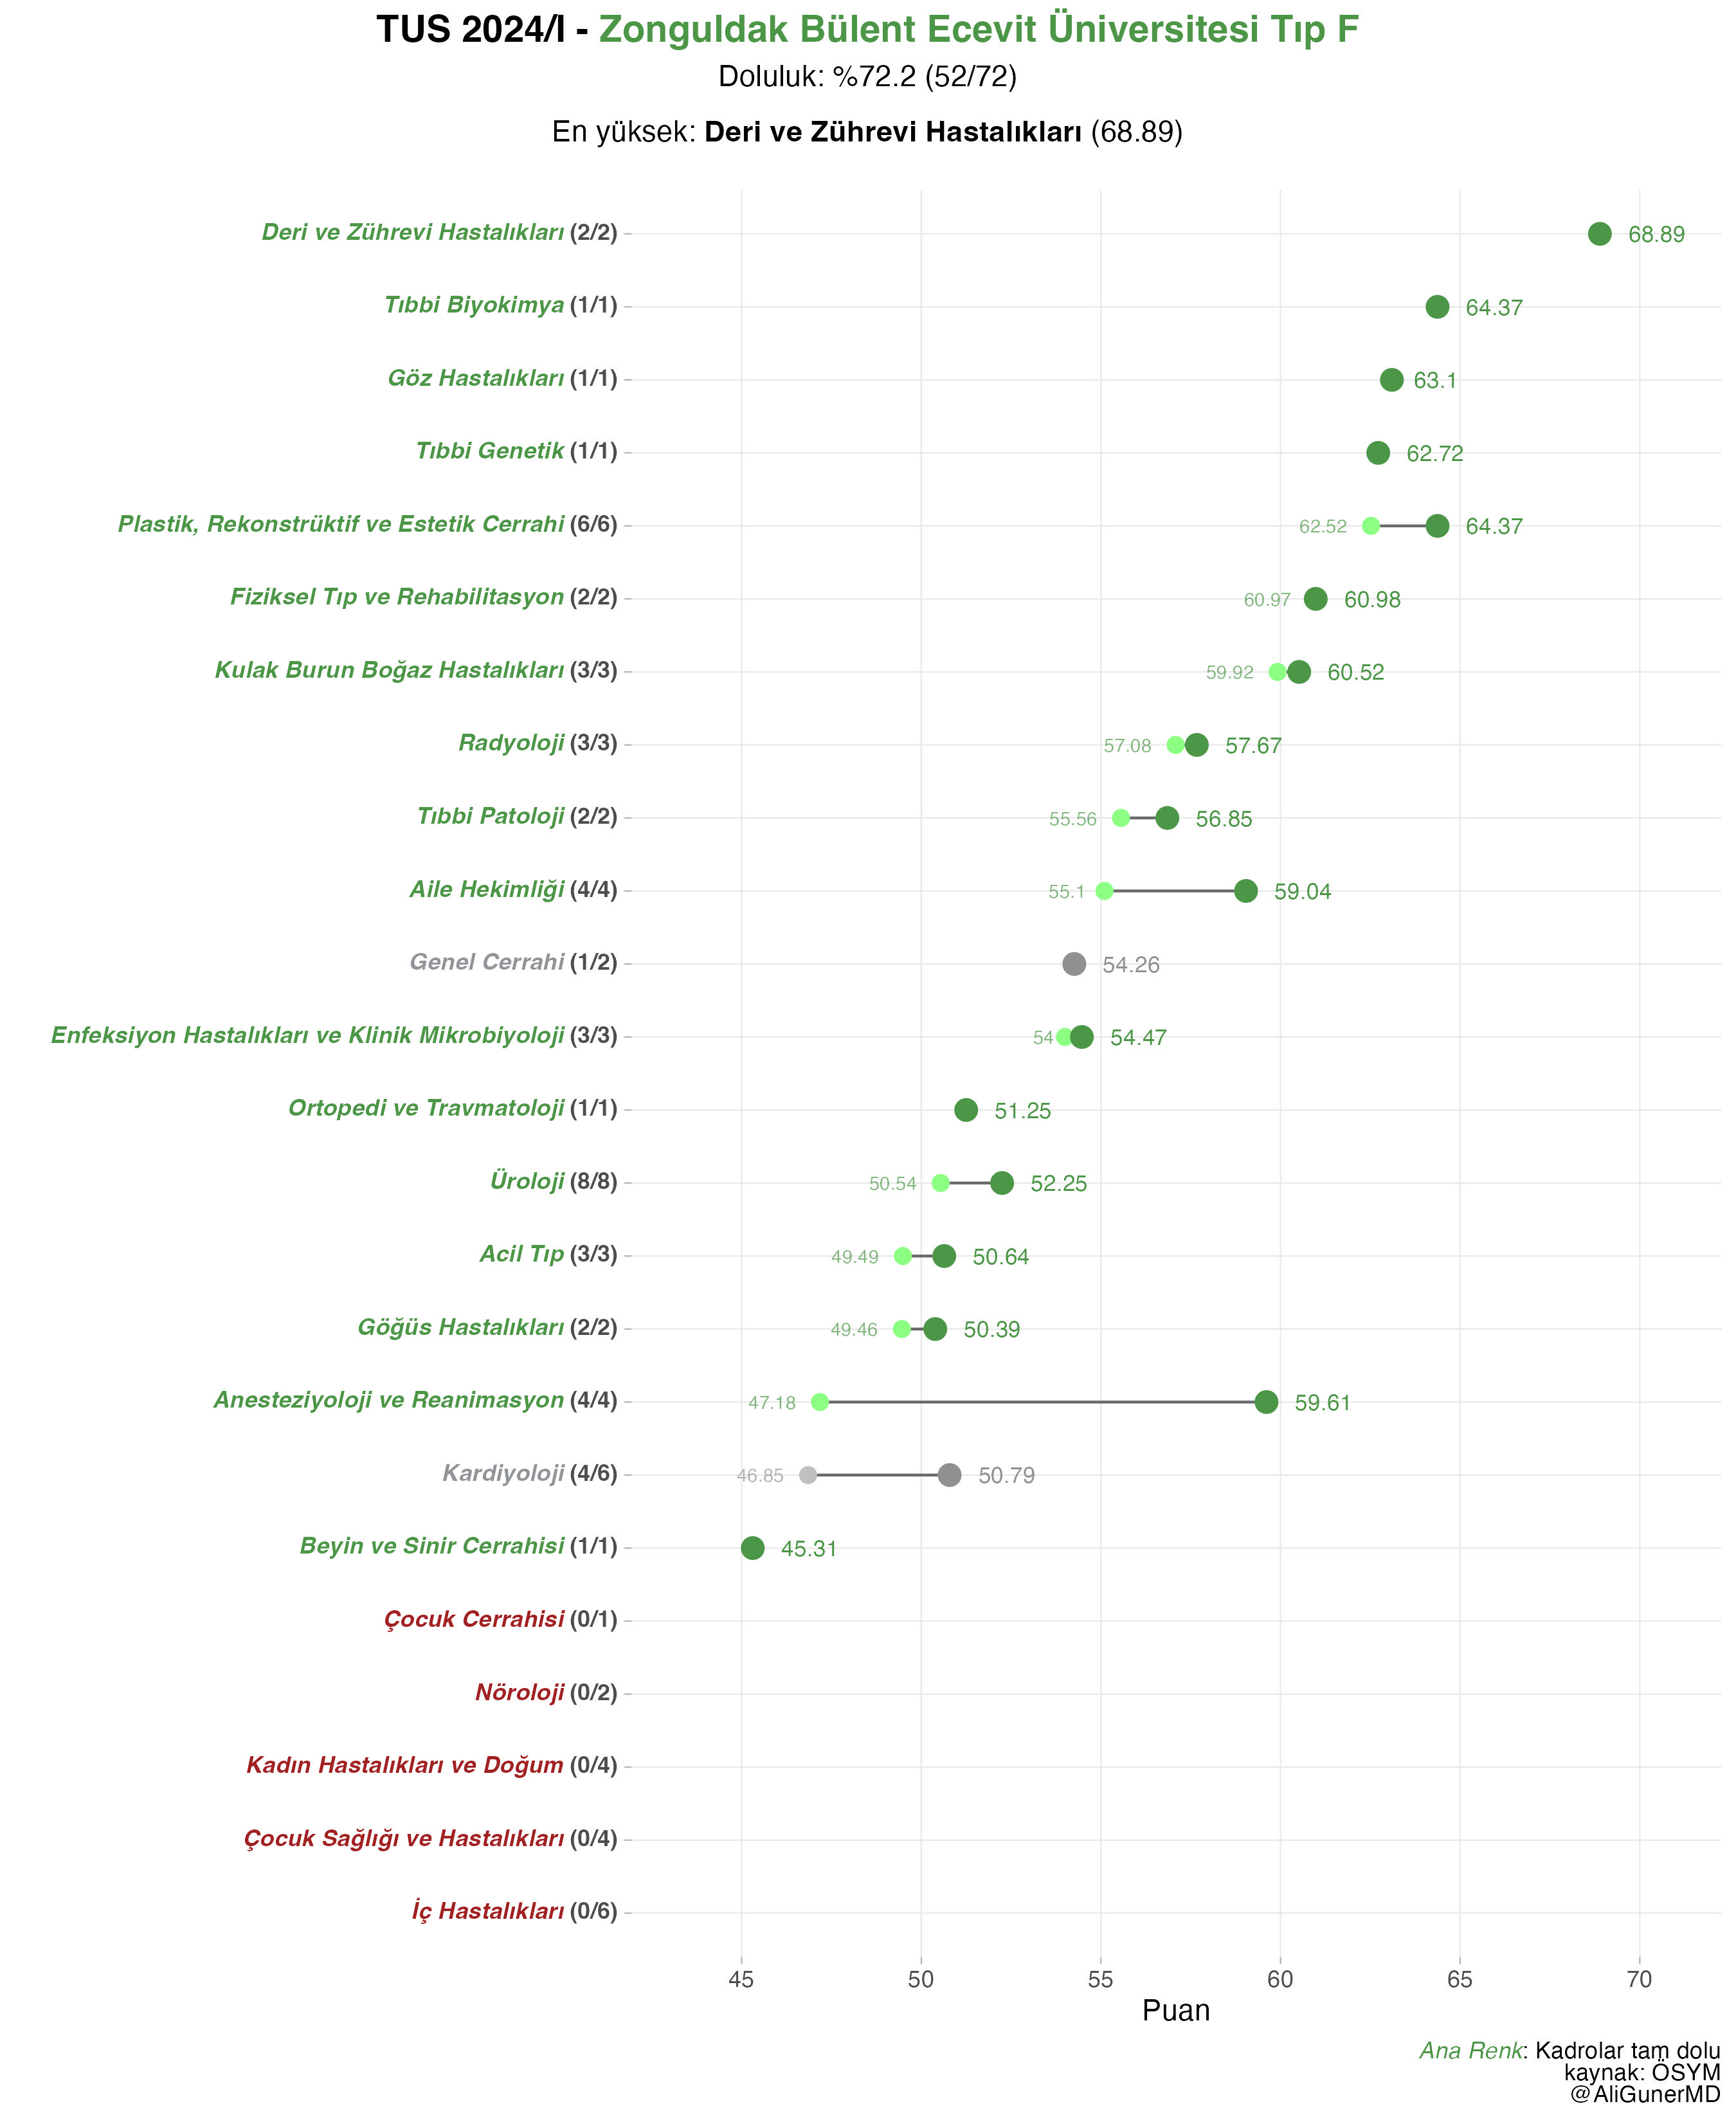 TUS 2024/I - Zonguldak Bülent Ecevit Üniversitesi Tıp F
Doluluk: %72.2 (52/72)
En yüksek: Deri ve Zührevi Hastalıkları (68.89)
Deri ve Zührevi Hastalıkları (2/2) 68.89
Tıbbi Biyokimya (1/1) 64.37
Göz Hastalıkları (1/1) 63.1
Tıbbi Genetik (1/1) 62.72
Plastik, Rekonstrüktif ve Estetik Cerrahi (6/6) 62.52 64.37
Fiziksel Tıp ve Rehabilitasyon (2/2) 60.97 60.98
Kulak Burun Boğaz Hastalıkları (3/3) 59.92 60.52
Radyoloji (3/3) 57.08 57.67
Tıbbi Patoloji (2/2) 55.56 56.85
Aile Hekimliği (4/4) 55.1 59.04
Genel Cerrahi (1/2) 54.26
Enfeksiyon Hastalıkları ve Klinik Mikrobiyoloji (3/3) 54 54.47
Ortopedi ve Travmatoloji (1/1) 51.25
Üroloji (8/8) 50.54 52.25
Acil Tıp (3/3) 49.49 50.64
Göğüs Hastalıkları (2/2) 49.46 50.39
Anesteziyoloji ve Reanimasyon (4/4) 47.18 59.61
Kardiyoloji (4/6) 46.85 50.79
Beyin ve Sinir Cerrahisi (1/1) 45.31
Çocuk Cerrahisi (0/1)
Nöroloji (0/2)
Kadın Hastalıkları ve Doğum (0/4)
Çocuk Sağlığı ve Hastalıkları (0/4)
İç Hastalıkları (0/6)
45 50 55 60 65 70
Puan
Ana Renk: Kadrolar tam dolu
kaynak: ÖSYM
@AliGunerMD